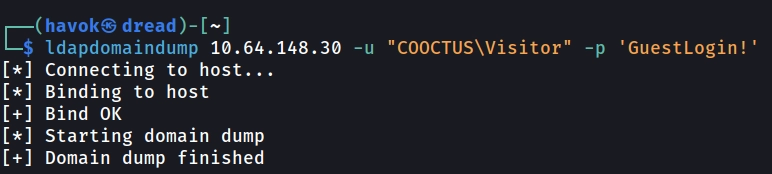 ┌──(havok㉿dread)-[~]
└─$ ldapdomaindump 10.64.148.30 -u "COOCTUS\Visitor" -p 'GuestLogin!'
[*] Connecting to host...
[*] Binding to host
[+] Bind OK
[*] Starting domain dump
[+] Domain dump finished